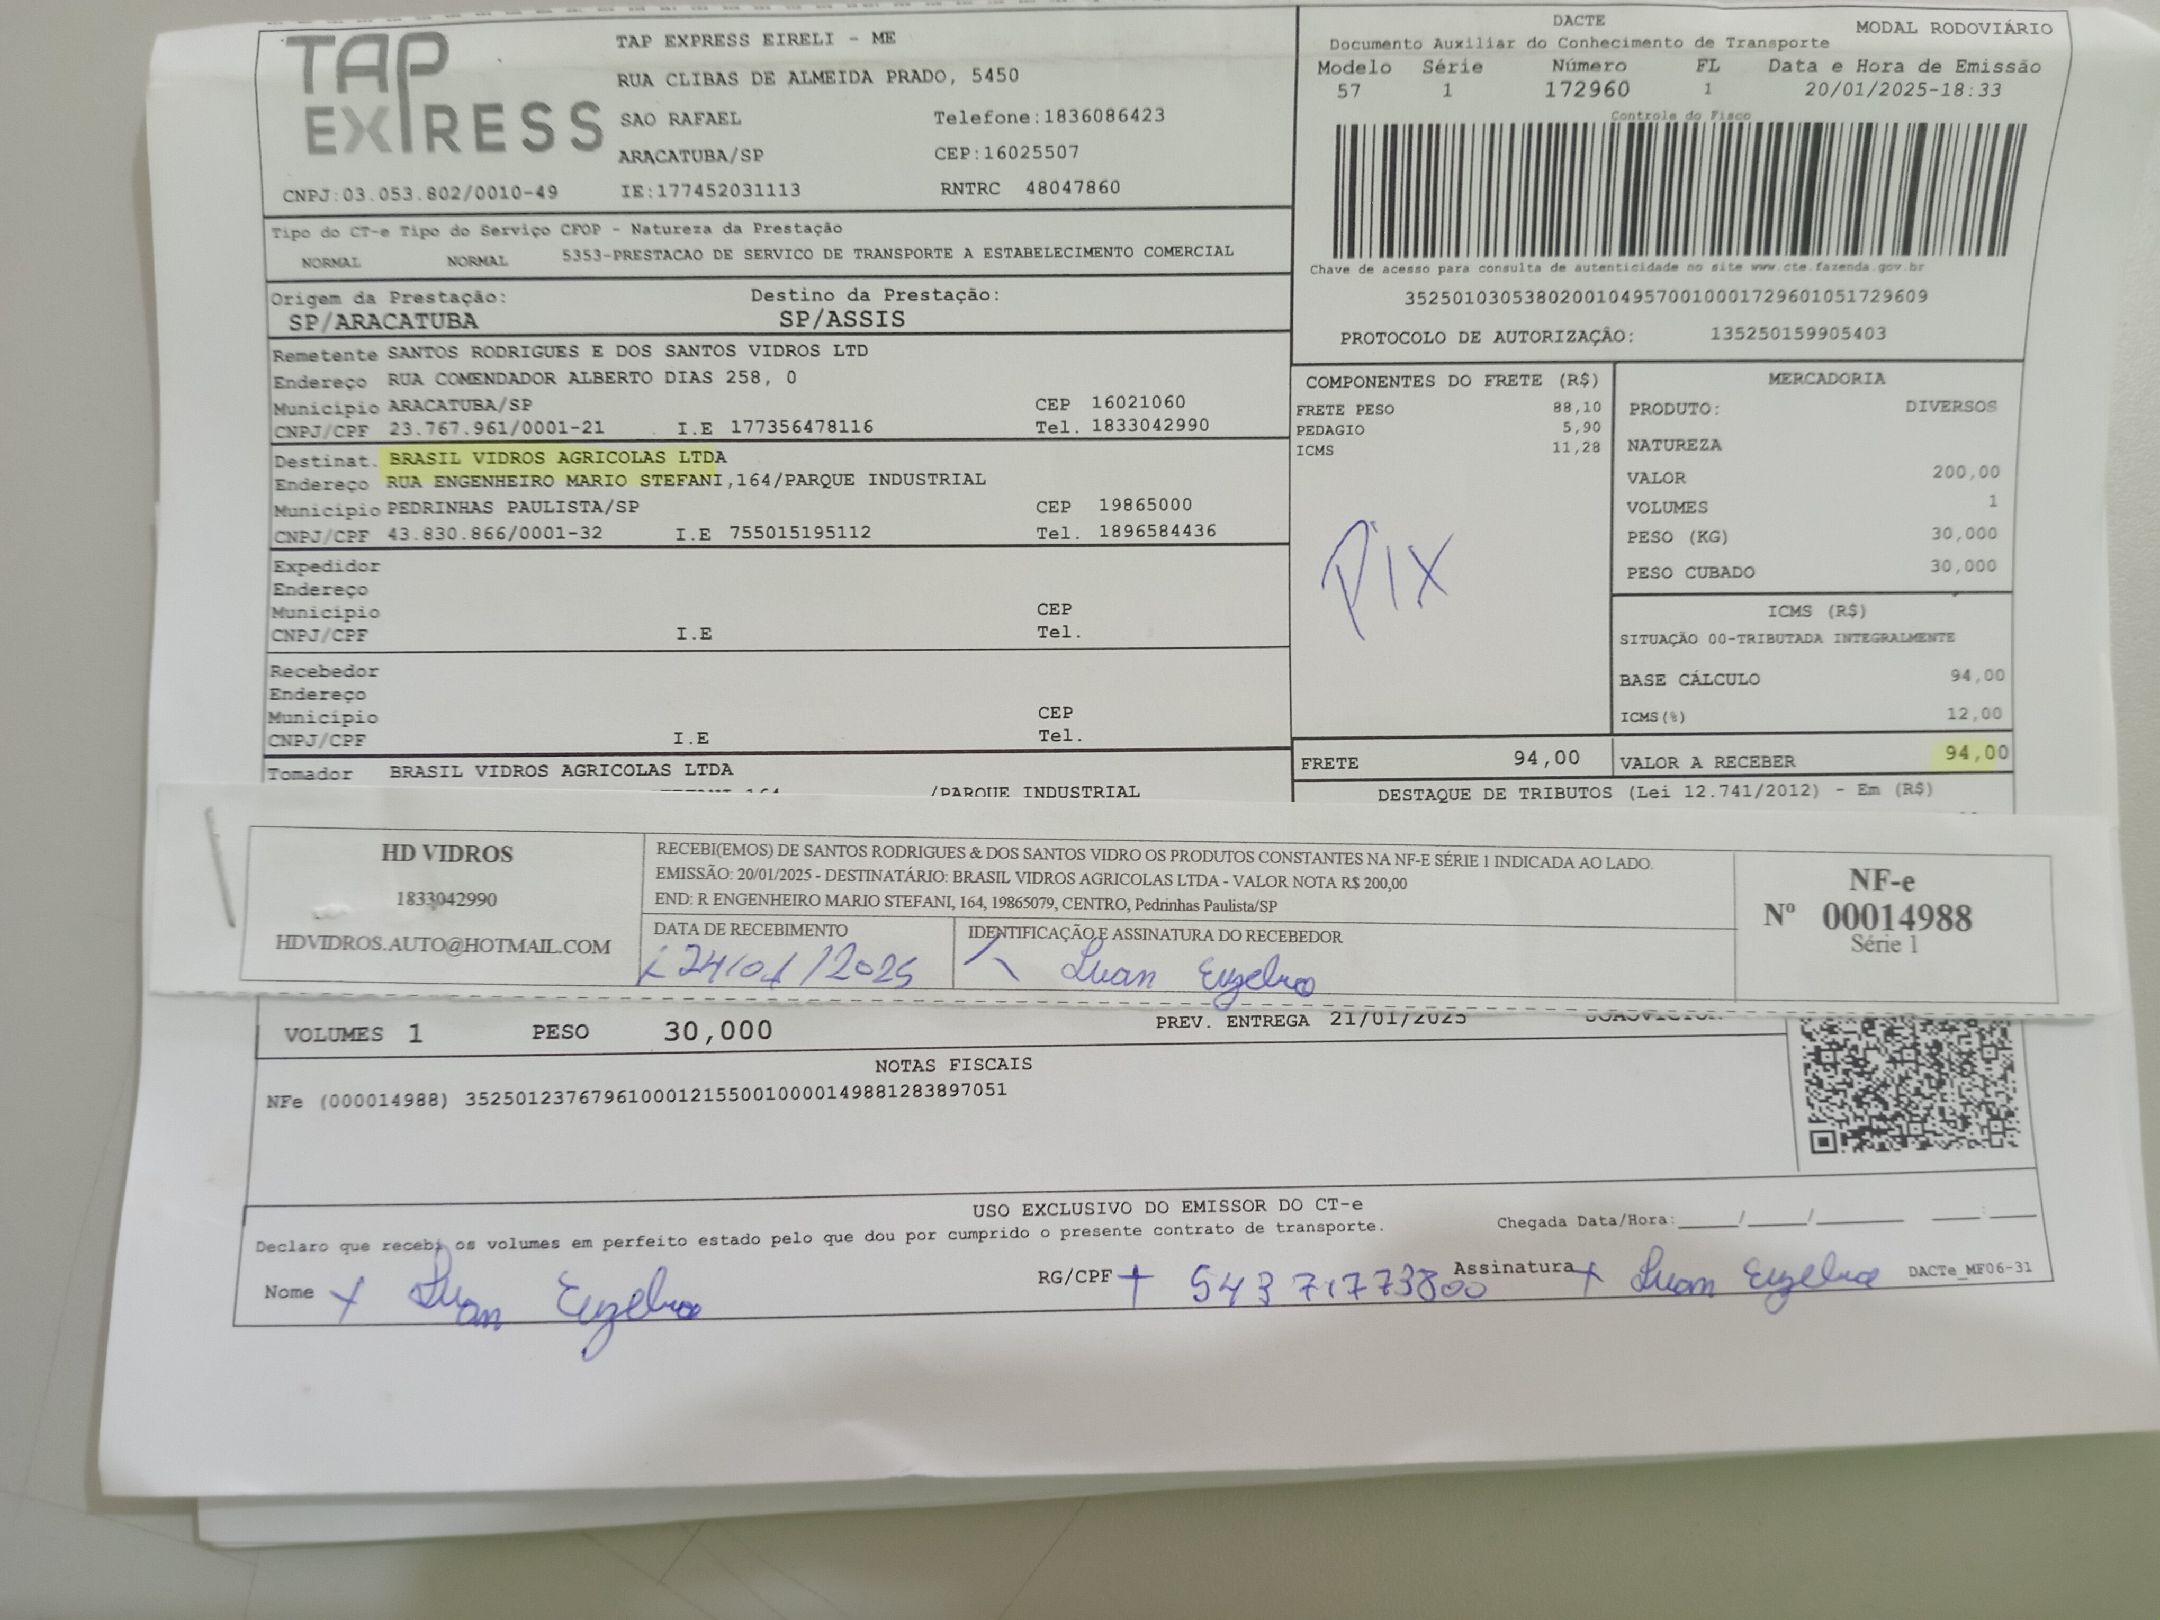 TAP EXPRESS
TAP EXPRESS EIRELI - ME
RUA CLIBAS DE ALMEIDA PRADO, 5450
SAO RAFAEL Telefone:1836086423
ARACATUBA/SP CEP:16025507
CNPJ:03.053.802/0010-49 IE:177452031113 RNTRC 48047860
DACTE MODAL RODOVIÁRIO
Documento Auxiliar do Conhecimento de Transporte
Modelo Série Número FL Data e Hora de Emissão
57 1 172960 1 20/01/2025-18:33
Controle do Fisco
Chave de acesso para consulta de autenticidade no site www.cte.fazenda.gov.br
35250103053802001049570010001729601051729609
PROTOCOLO DE AUTORIZAÇÃO: 135250159905403
Tipo do CT-e Tipo do Serviço CFOP - Natureza da Prestação
NORMAL NORMAL 5353-PRESTACAO DE SERVICO DE TRANSPORTE A ESTABELECIMENTO COMERCIAL
Origem da Prestação: Destino da Prestação:
SP/ARACATUBA SP/ASSIS
Remetente SANTOS RODRIGUES E DOS SANTOS VIDROS LTD
Endereço RUA COMENDADOR ALBERTO DIAS 258, 0
Município ARACATUBA/SP CEP 16021060
CNPJ/CPF 23.767.961/0001-21 I.E 177356478116 Tel. 1833042990
Destinat. BRASIL VIDROS AGRICOLAS LTDA
Endereço RUA ENGENHEIRO MARIO STEFANI,164/PARQUE INDUSTRIAL
Município PEDRINHAS PAULISTA/SP CEP 19865000
CNPJ/CPF 43.830.866/0001-32 I.E 755015195112 Tel. 1896584436
Expedidor
Endereço
Município CEP
CNPJ/CPF I.E Tel.
Recebedor
Endereço
Município CEP
CNPJ/CPF I.E Tel.
Tomador BRASIL VIDROS AGRICOLAS LTDA
/PARQUE INDUSTRIAL
COMPONENTES DO FRETE (R$)
FRETE PESO 88,10
PEDAGIO 5,90
ICMS 11,28
PIX
FRETE 94,00
MERCADORIA
PRODUTO: DIVERSOS
NATUREZA
VALOR 200,00
VOLUMES 1
PESO (KG) 30,000
PESO CUBADO 30,000
ICMS (R$)
SITUAÇÃO 00-TRIBUTADA INTEGRALMENTE
BASE CÁLCULO 94,00
ICMS(%) 12,00
VALOR A RECEBER 94,00
DESTAQUE DE TRIBUTOS (Lei 12.741/2012) - Em (R$)
HD VIDROS
1833042990
HDVIDROS.AUTO@HOTMAIL.COM
RECEBI(EMOS) DE SANTOS RODRIGUES & DOS SANTOS VIDRO OS PRODUTOS CONSTANTES NA NF-E SÉRIE 1 INDICADA AO LADO.
EMISSÃO: 20/01/2025 - DESTINATÁRIO: BRASIL VIDROS AGRICOLAS LTDA - VALOR NOTA R$ 200,00
END: R ENGENHEIRO MARIO STEFANI, 164, 19865079, CENTRO, Pedrinhas Paulista/SP
DATA DE RECEBIMENTO IDENTIFICAÇÃO E ASSINATURA DO RECEBEDOR
24/01/2025 Luan
NF-e
Nº 00014988
Série 1
VOLUMES 1 PESO 30,000 PREV. ENTREGA 21/01/2025
NOTAS FISCAIS
NFe (000014988) 35250123767961000121550010000149881283897051
USO EXCLUSIVO DO EMISSOR DO CT-e
Declaro que recebi os volumes em perfeito estado pelo que dou por cumprido o presente contrato de transporte. Chegada Data/Hora:____/____/______ ____:____
Nome Luan RG/CPF 54371773800 Assinatura Luan DACTe_MF06-31